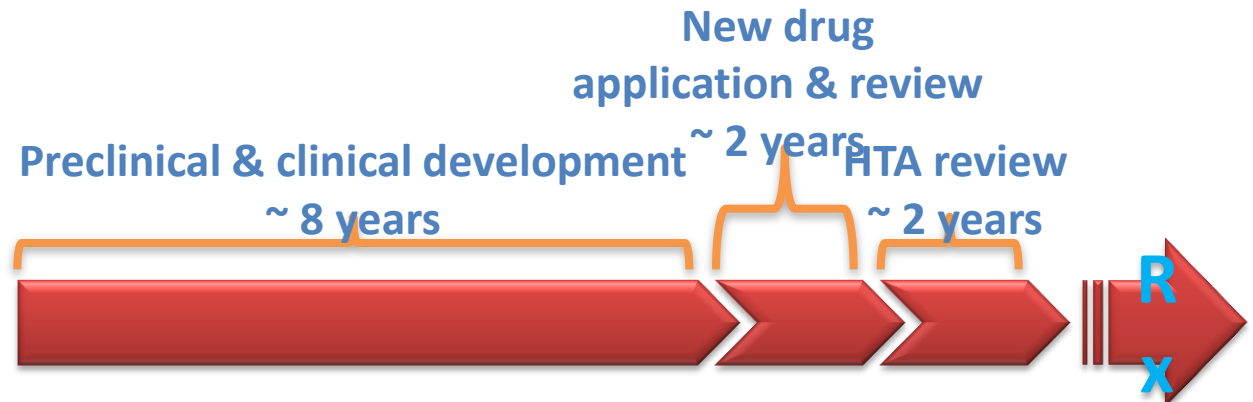 New drug
application & review
~ 2 years
Preclinical & clinical development
~ 8 years
HTA review
~ 2 years
R
x